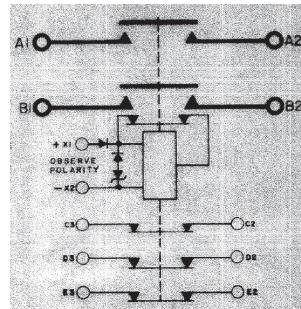 A1 A2
B1 B2
+ X1
OBSERVE
POLARITY
- X2
C3 C2
D3 D2
E3 E2